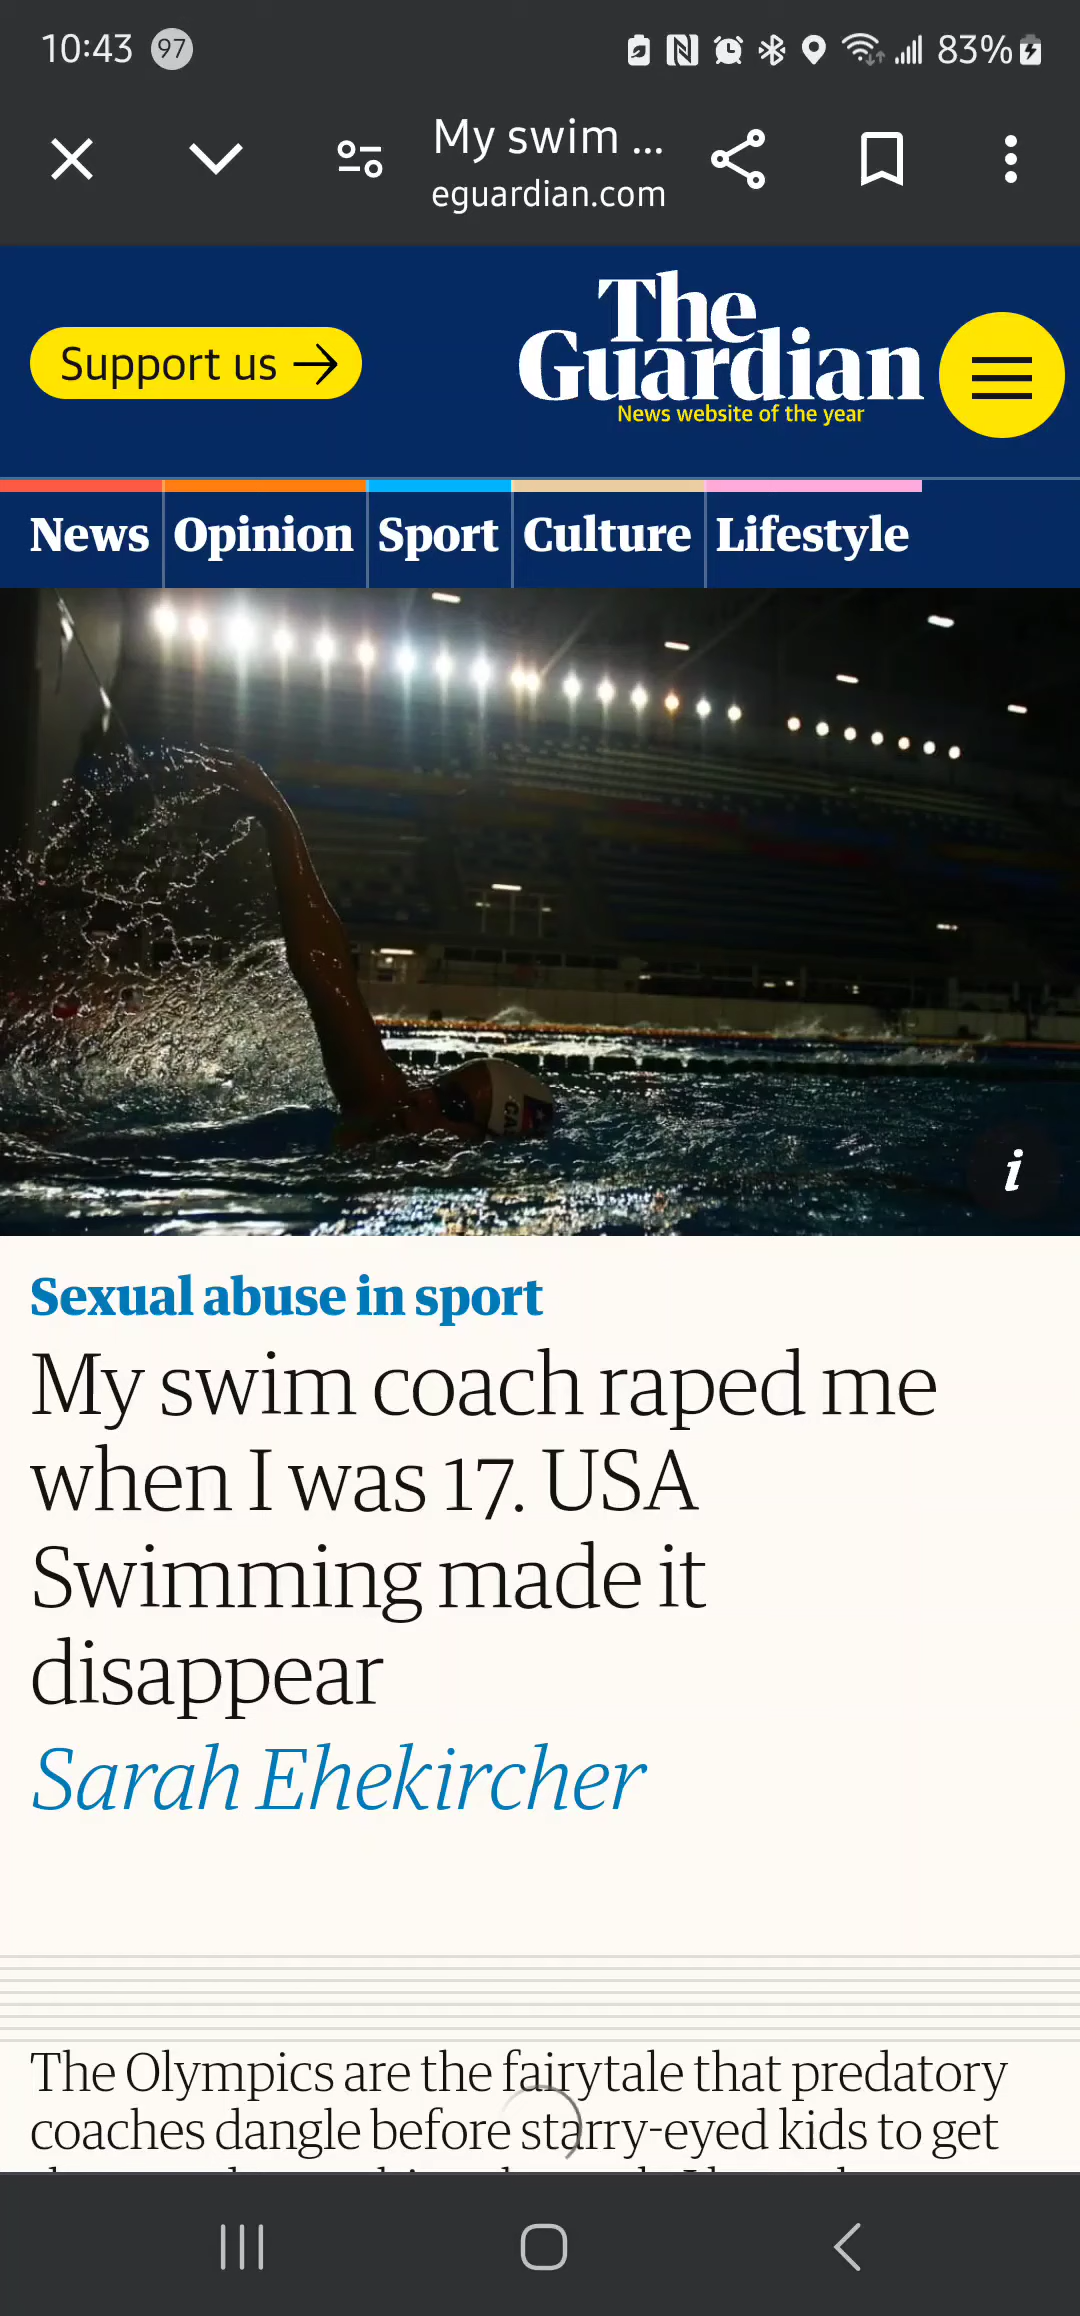 10:43 97 83%
My swim ...
eguardian.com
Support us
The
Guardian
News website of the year
News Opinion Sport Culture Lifestyle
i
Sexual abuse in sport
My swim coach raped me
when I was 17. USA
Swimming made it
disappear
Sarah Ehekircher
The Olympics are the fairytale that predatory
coaches dangle before starry-eyed kids to get